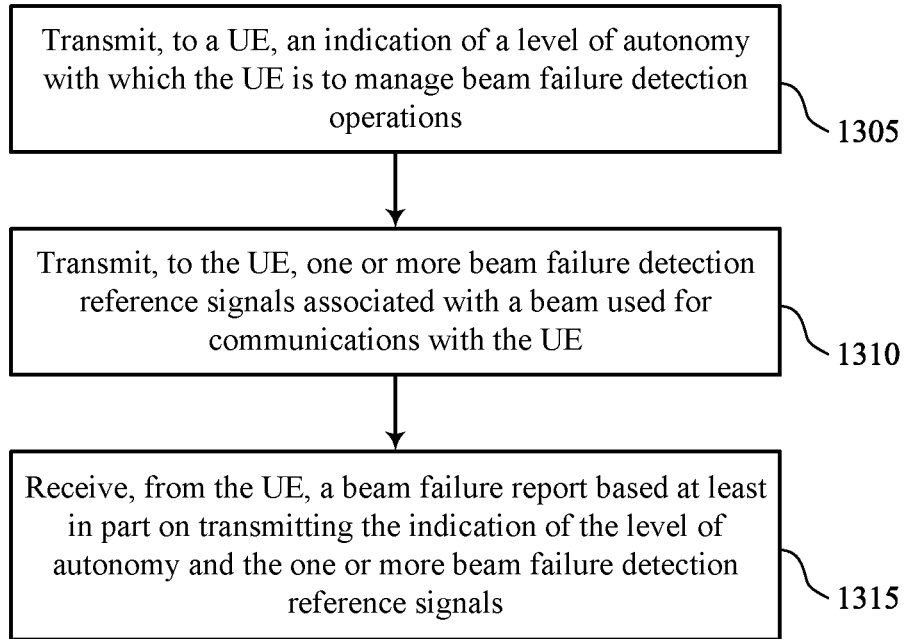 Transmit, to a UE, an indication of a level of autonomy
with which the UE is to manage beam failure detection
operations
1305
Transmit, to the UE, one or more beam failure detection
reference signals associated with a beam used for
communications with the UE
1310
Receive, from the UE, a beam failure report based at least
in part on transmitting the indication of the level of
autonomy and the one or more beam failure detection
reference signals
1315